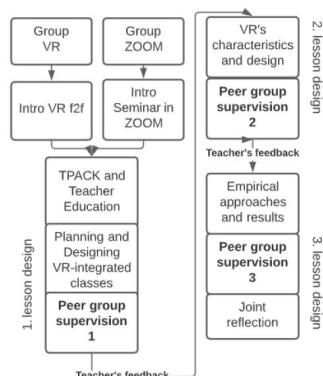 Group
VR
Group
ZOOM
Intro VR f2f
Intro
Seminar in
ZOOM
TPACK and
Teacher
Education
Planning and
Designing
VR-integrated
classes
Peer group
supervision
1
1. lesson design
Teacher's feedback
VR's
characteristics
and design
Peer group
supervision
2
2. lesson design
Teacher's feedback
Empirical
approaches
and results
Peer group
supervision
3
Joint
reflection
3. lesson design